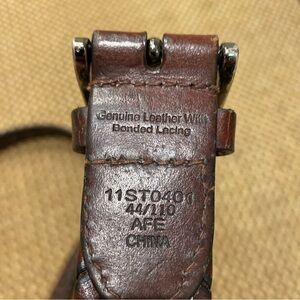 Genuine Leather With
Bonded Lacing
11ST0401
44/110
AFE
CHINA